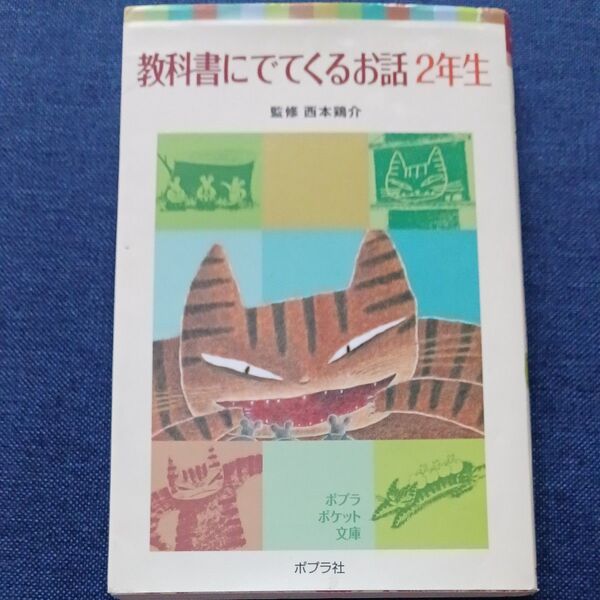 教科書にでてくるお話 2年生
監修 西本鶏介
ポプラ
ポケット
文庫
ポプラ社